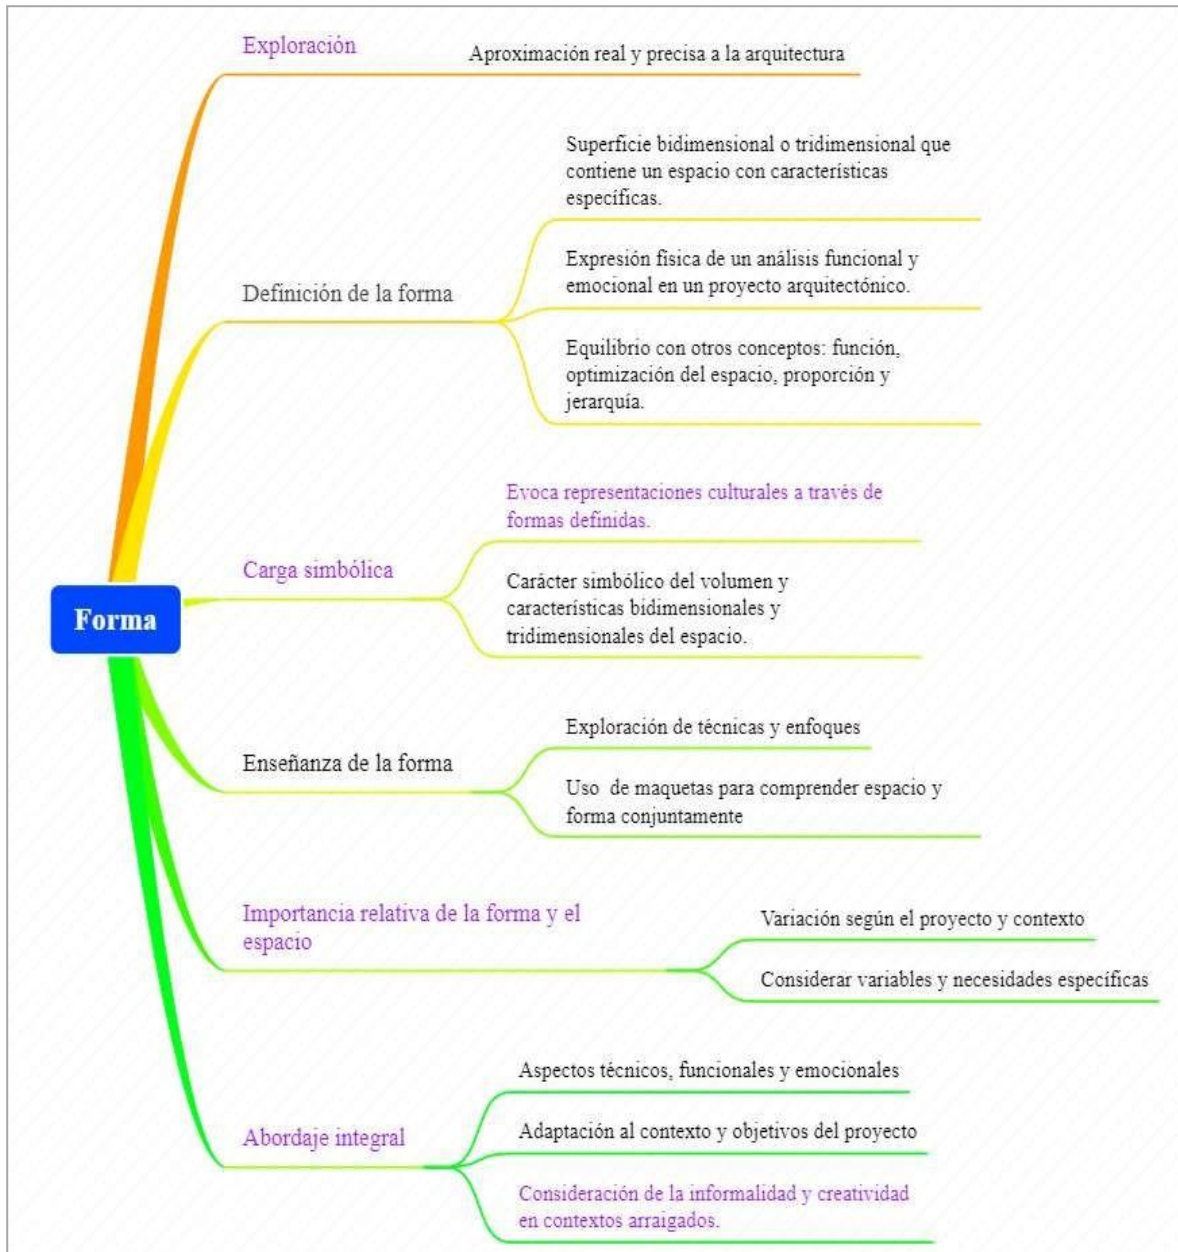 Exploración
Aproximación real y precisa a la arquitectura
Superficie bidimensional o tridimensional que
contiene un espacio con características
específicas.
Definición de la forma
Expresión física de un análisis funcional y
emocional en un proyecto arquitectónico.
Equilibrio con otros conceptos: función,
optimización del espacio, proporción y
jerarquía.
Forma
Carga simbólica
Evoca representaciones culturales a través de
formas definidas.
Carácter simbólico del volumen y
características bidimensionales y
tridimensionales del espacio.
Enseñanza de la forma
Exploración de técnicas y enfoques
Uso de maquetas para comprender espacio y
forma conjuntamente
Importancia relativa de la forma y el
espacio
Variación según el proyecto y contexto
Considerar variables y necesidades específicas
Abordaje integral
Aspectos técnicos, funcionales y emocionales
Adaptación al contexto y objetivos del proyecto
Consideración de la informalidad y creatividad
en contextos arraigados.